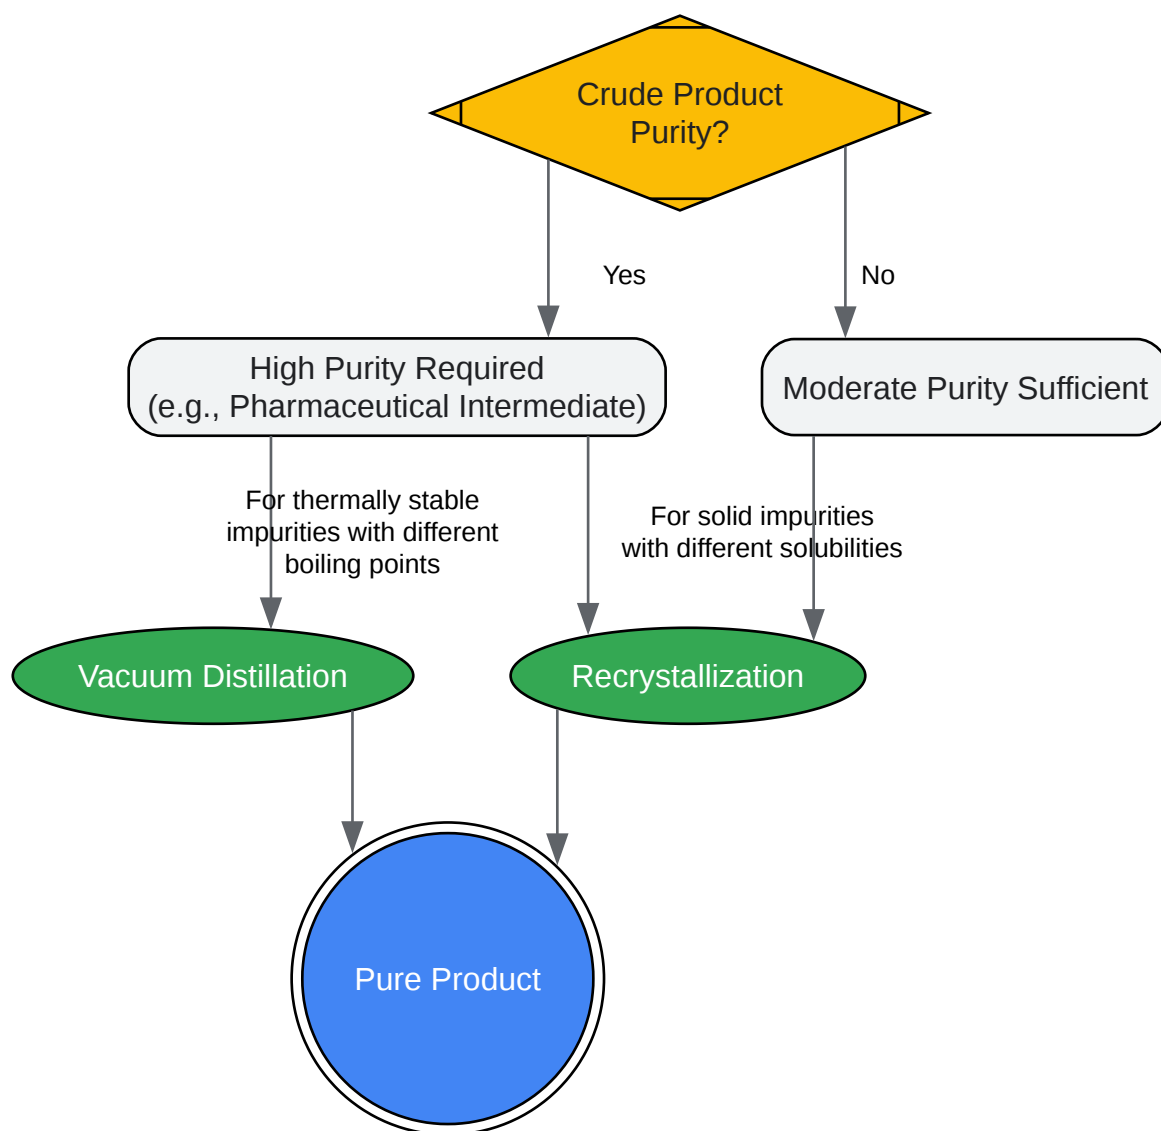 Crude Product
Purity?
Yes
No
High Purity Required
(e.g., Pharmaceutical Intermediate)
Moderate Purity Sufficient
For thermally stable
impurities with different
boiling points
For solid impurities
with different solubilities
Vacuum Distillation
Recrystallization
Pure Product